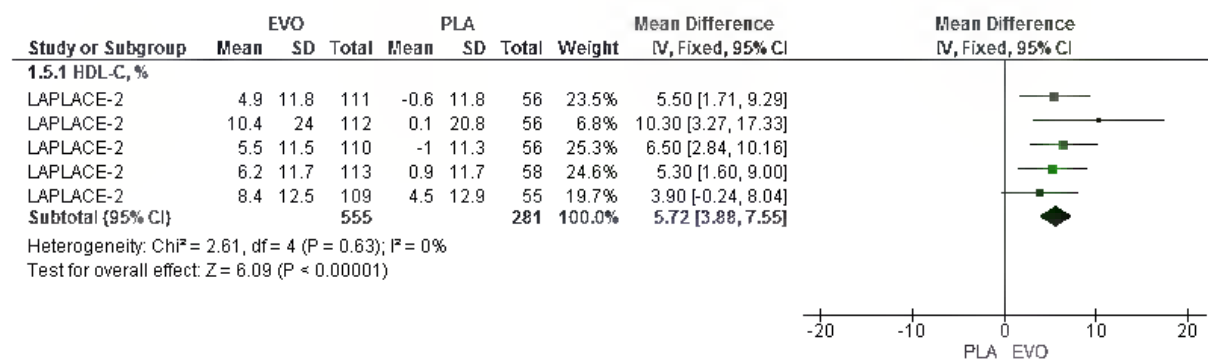 EVO PLA Mean Difference Mean Difference
Study or Subgroup Mean SD Total Mean SD Total Weight IV, Fixed, 95% CI IV, Fixed, 95% CI
1.5.1 HDL-C, %
LAPLACE-2 4.9 11.8 111 -0.6 11.8 56 23.5% 5.50 [1.71, 9.29]
LAPLACE-2 10.4 24 112 0.1 20.8 56 6.8% 10.30 [3.27, 17.33]
LAPLACE-2 5.5 11.5 110 -1 11.3 56 25.3% 6.50 [2.84, 10.16]
LAPLACE-2 6.2 11.7 113 0.9 11.7 58 24.6% 5.30 [1.60, 9.00]
LAPLACE-2 8.4 12.5 109 4.5 12.9 55 19.7% 3.90 [-0.24, 8.04]
Subtotal (95% CI) 555 281 100.0% 5.72 [3.88, 7.55]
Heterogeneity: Chi² = 2.61, df = 4 (P = 0.63); I² = 0%
Test for overall effect: Z = 6.09 (P < 0.00001)
-20 -10 0 10 20
PLA EVO